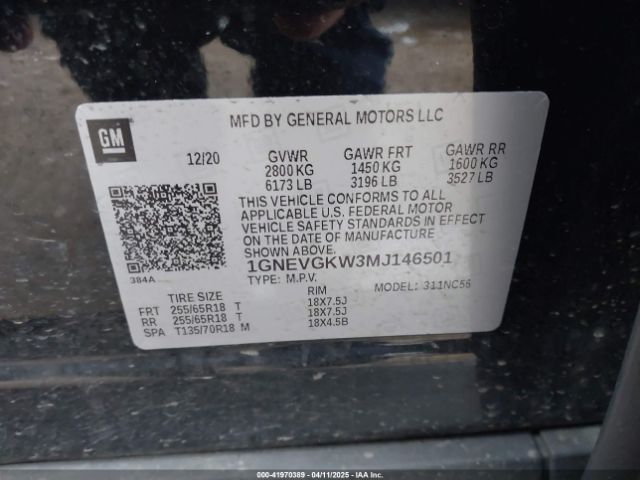 MFD BY GENERAL MOTORS LLC
GM
12/20 GVWR GAWR FRT GAWR RR
2800 KG 1450 KG 1600 KG
6173 LB 3196 LB 3527 LB
THIS VEHICLE CONFORMS TO ALL
APPLICABLE U.S. FEDERAL MOTOR
VEHICLE SAFETY STANDARDS IN EFFECT
ON THE DATE OF MANUFACTURE
SHOWN ABOVE.
1GNEVGKW3MJ146501
384A TYPE: M.P.V. MODEL: 311NC56
TIRE SIZE RIM
FRT 255/65R18 T 18X7.5J
RR 255/65R18 T 18X7.5J
SPA T135/70R18 M 18X4.5B
000-41970389 - 04/11/2025 - IAAI.COM